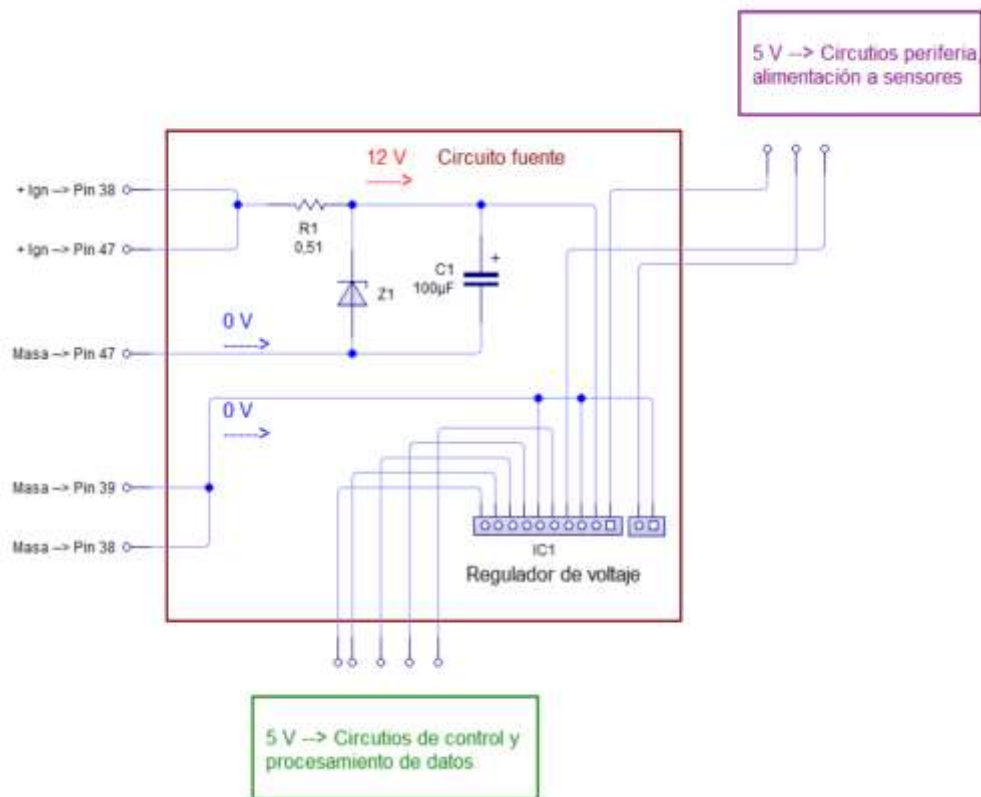 5 V --> Circutios periferia,
alimentación a sensores
12 V
Circuito fuente
---->
+ Ign --> Pin 38
R1
0,51
+ Ign --> Pin 47
C1
+
100µF
Z1
0 V
---->
Masa --> Pin 47
0 V
---->
Masa --> Pin 39
Masa --> Pin 38
IC1
Regulador de voltaje
5 V --> Circutios de control y
procesamiento de datos